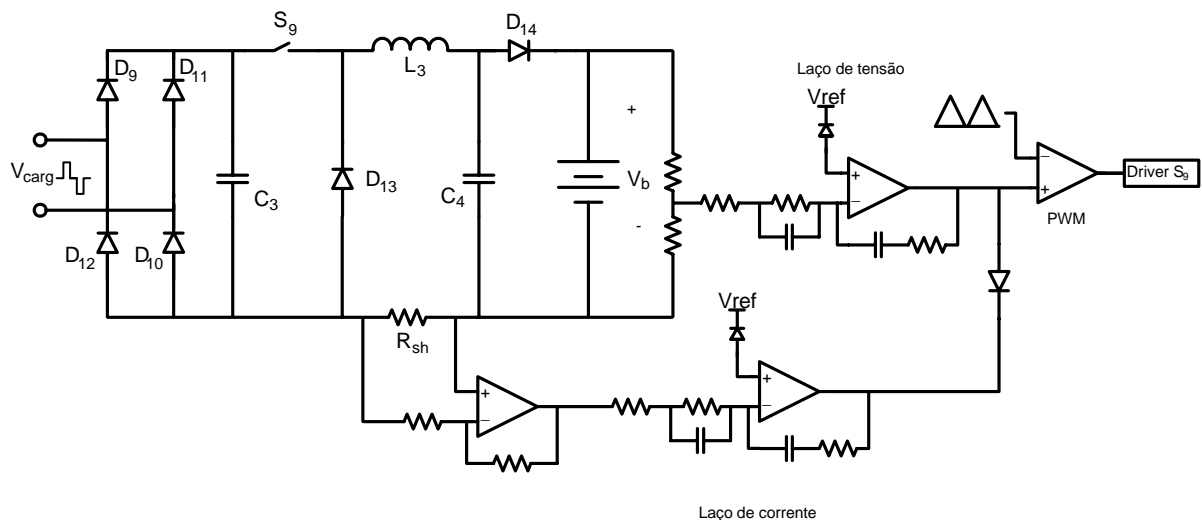 S9
D14
D9
D11
L3
Laço de tensão
Vref
+
−
+
Vcarg
C3
D13
C4
+
Vb
-
+
−
Driver S9
PWM
D12
D10
Rsh
Vref
+
−
+
−
Laço de corrente